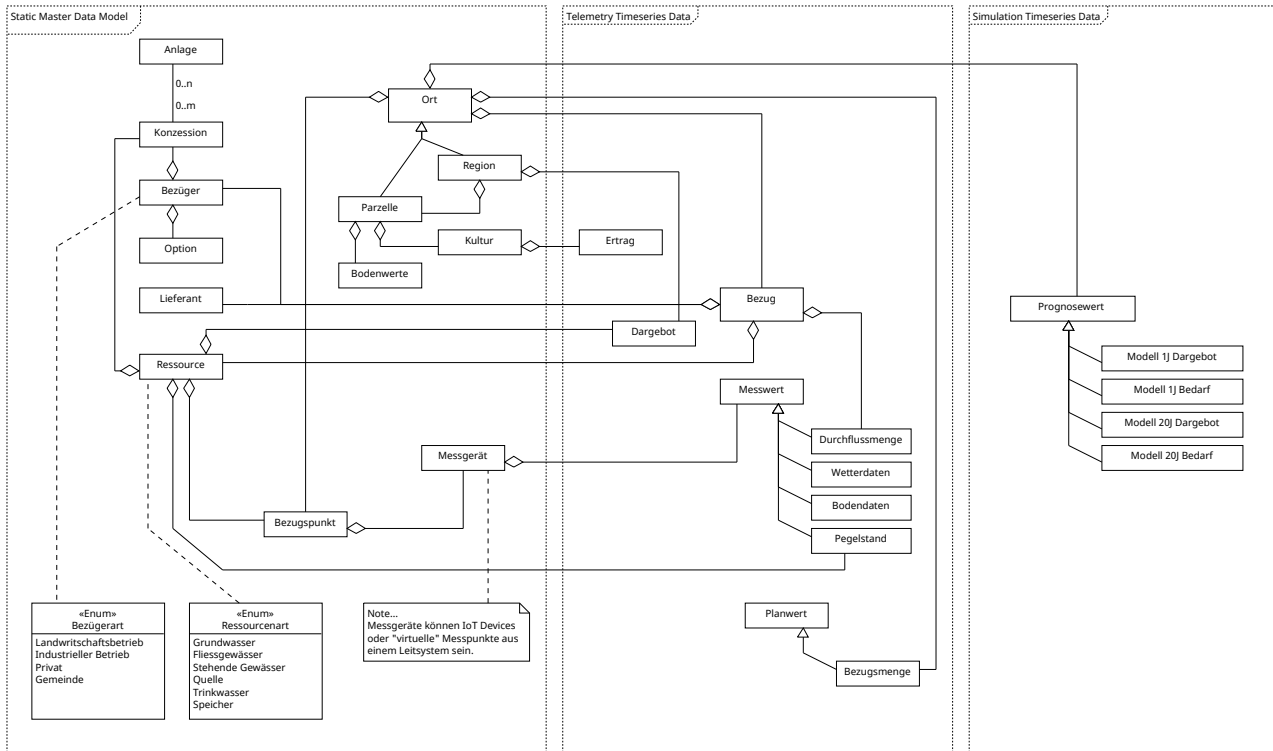 Static Master Data Model
Telemetry Timeseries Data
Simulation Timeseries Data
Anlage
0..n
0..m
Ort
Konzession
Region
Bezüger
Parzelle
Option
Kultur
Ertrag
Bodenwerte
Lieferant
Bezug
Prognosewert
Dargebot
Ressource
Modell 1J Dargebot
Modell 1J Bedarf
Modell 20J Dargebot
Modell 20J Bedarf
Messwert
Durchflussmenge
Messgerät
Wetterdaten
Bodendaten
Bezugspunkt
Pegelstand
«Enum»
Bezügerart
Landwritschaftsbetrieb
Industrieller Betrieb
Privat
Gemeinde
«Enum»
Ressourcenart
Grundwasser
Fliessgewässer
Stehende Gewässer
Quelle
Trinkwasser
Speicher
Note...
Messgeräte können IoT Devices
oder "virtuelle" Messpunkte aus
einem Leitsystem sein.
Planwert
Bezugsmenge